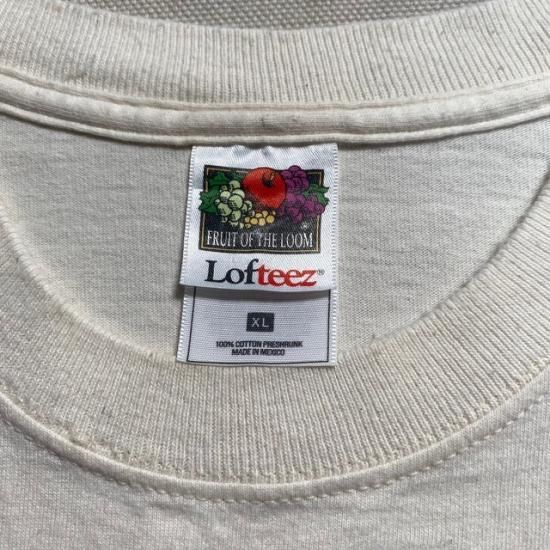 FRUIT OF THE LOOM
®
Lofteez®
XL
100% COTTON PRESHRUNK
MADE IN MEXICO